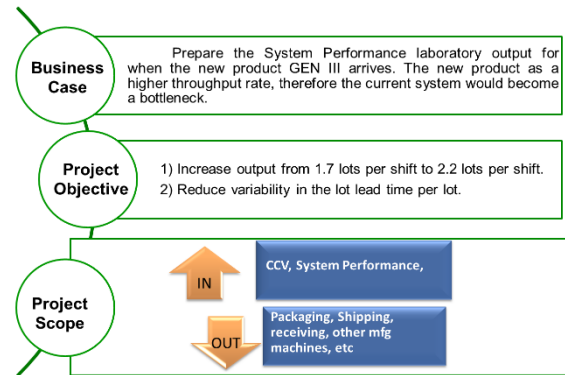 Business
Case
Prepare the System Performance laboratory output for
when the new product GEN III arrives. The new product as a
higher throughput rate, therefore the current system would become
a bottleneck.
Project
Objective
1) Increase output from 1.7 lots per shift to 2.2 lots per shift.
2) Reduce variability in the lot lead time per lot.
Project
Scope
IN
CCV, System Performance,
OUT
Packaging, Shipping,
receiving, other mfg
machines, etc